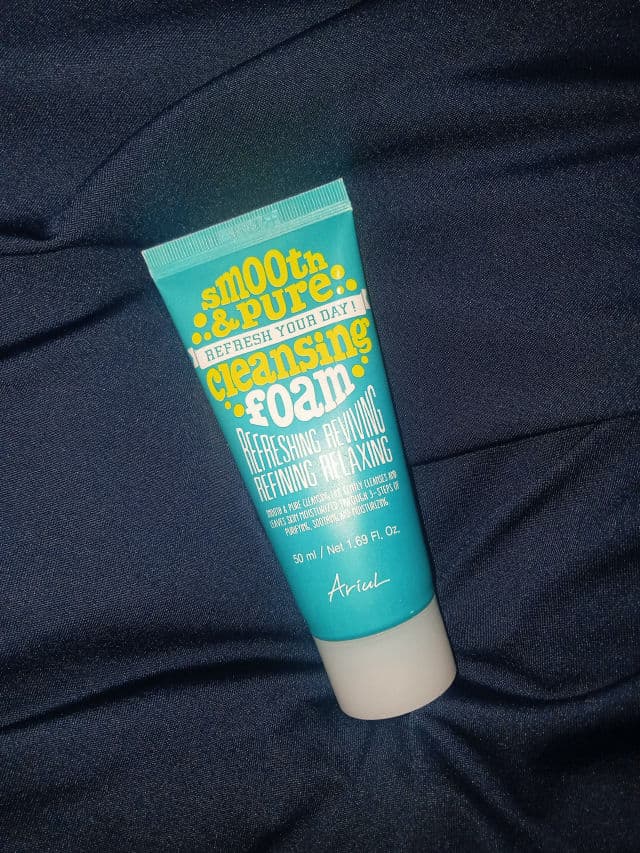 smooth
& PURE
REFRESH YOUR DAY!
cleansing
foam
REFRESHING REVIVING
REFINING RELAXING
SMOOTH & PURE CLEANSING LINE GENTLY CLEANSES AND
LEAVES SKIN MOISTURIZED THROUGH 3-STEPS OF
PURIFYING, SOOTHING AND MOISTURIZING.
50 ml / Net 1.69 Fl. Oz.
Ariul